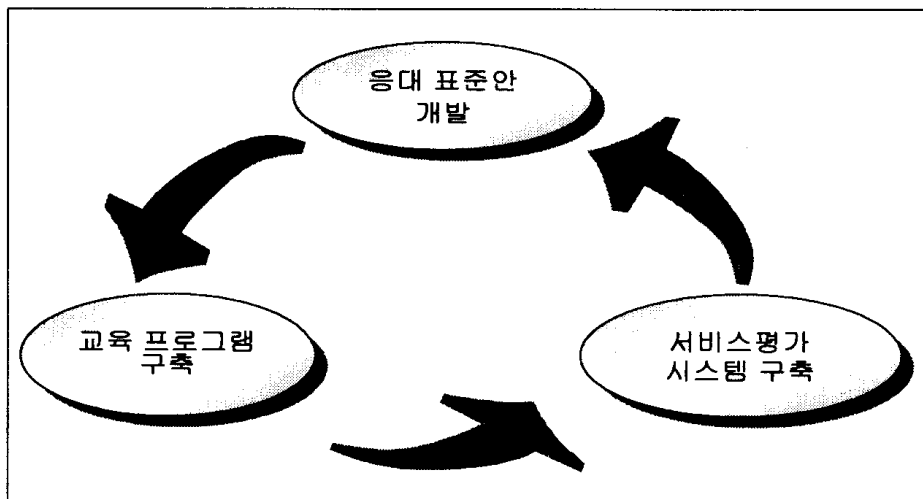 응대 표준안
개발
교육 프로그램
구축
서비스평가
시스템 구축